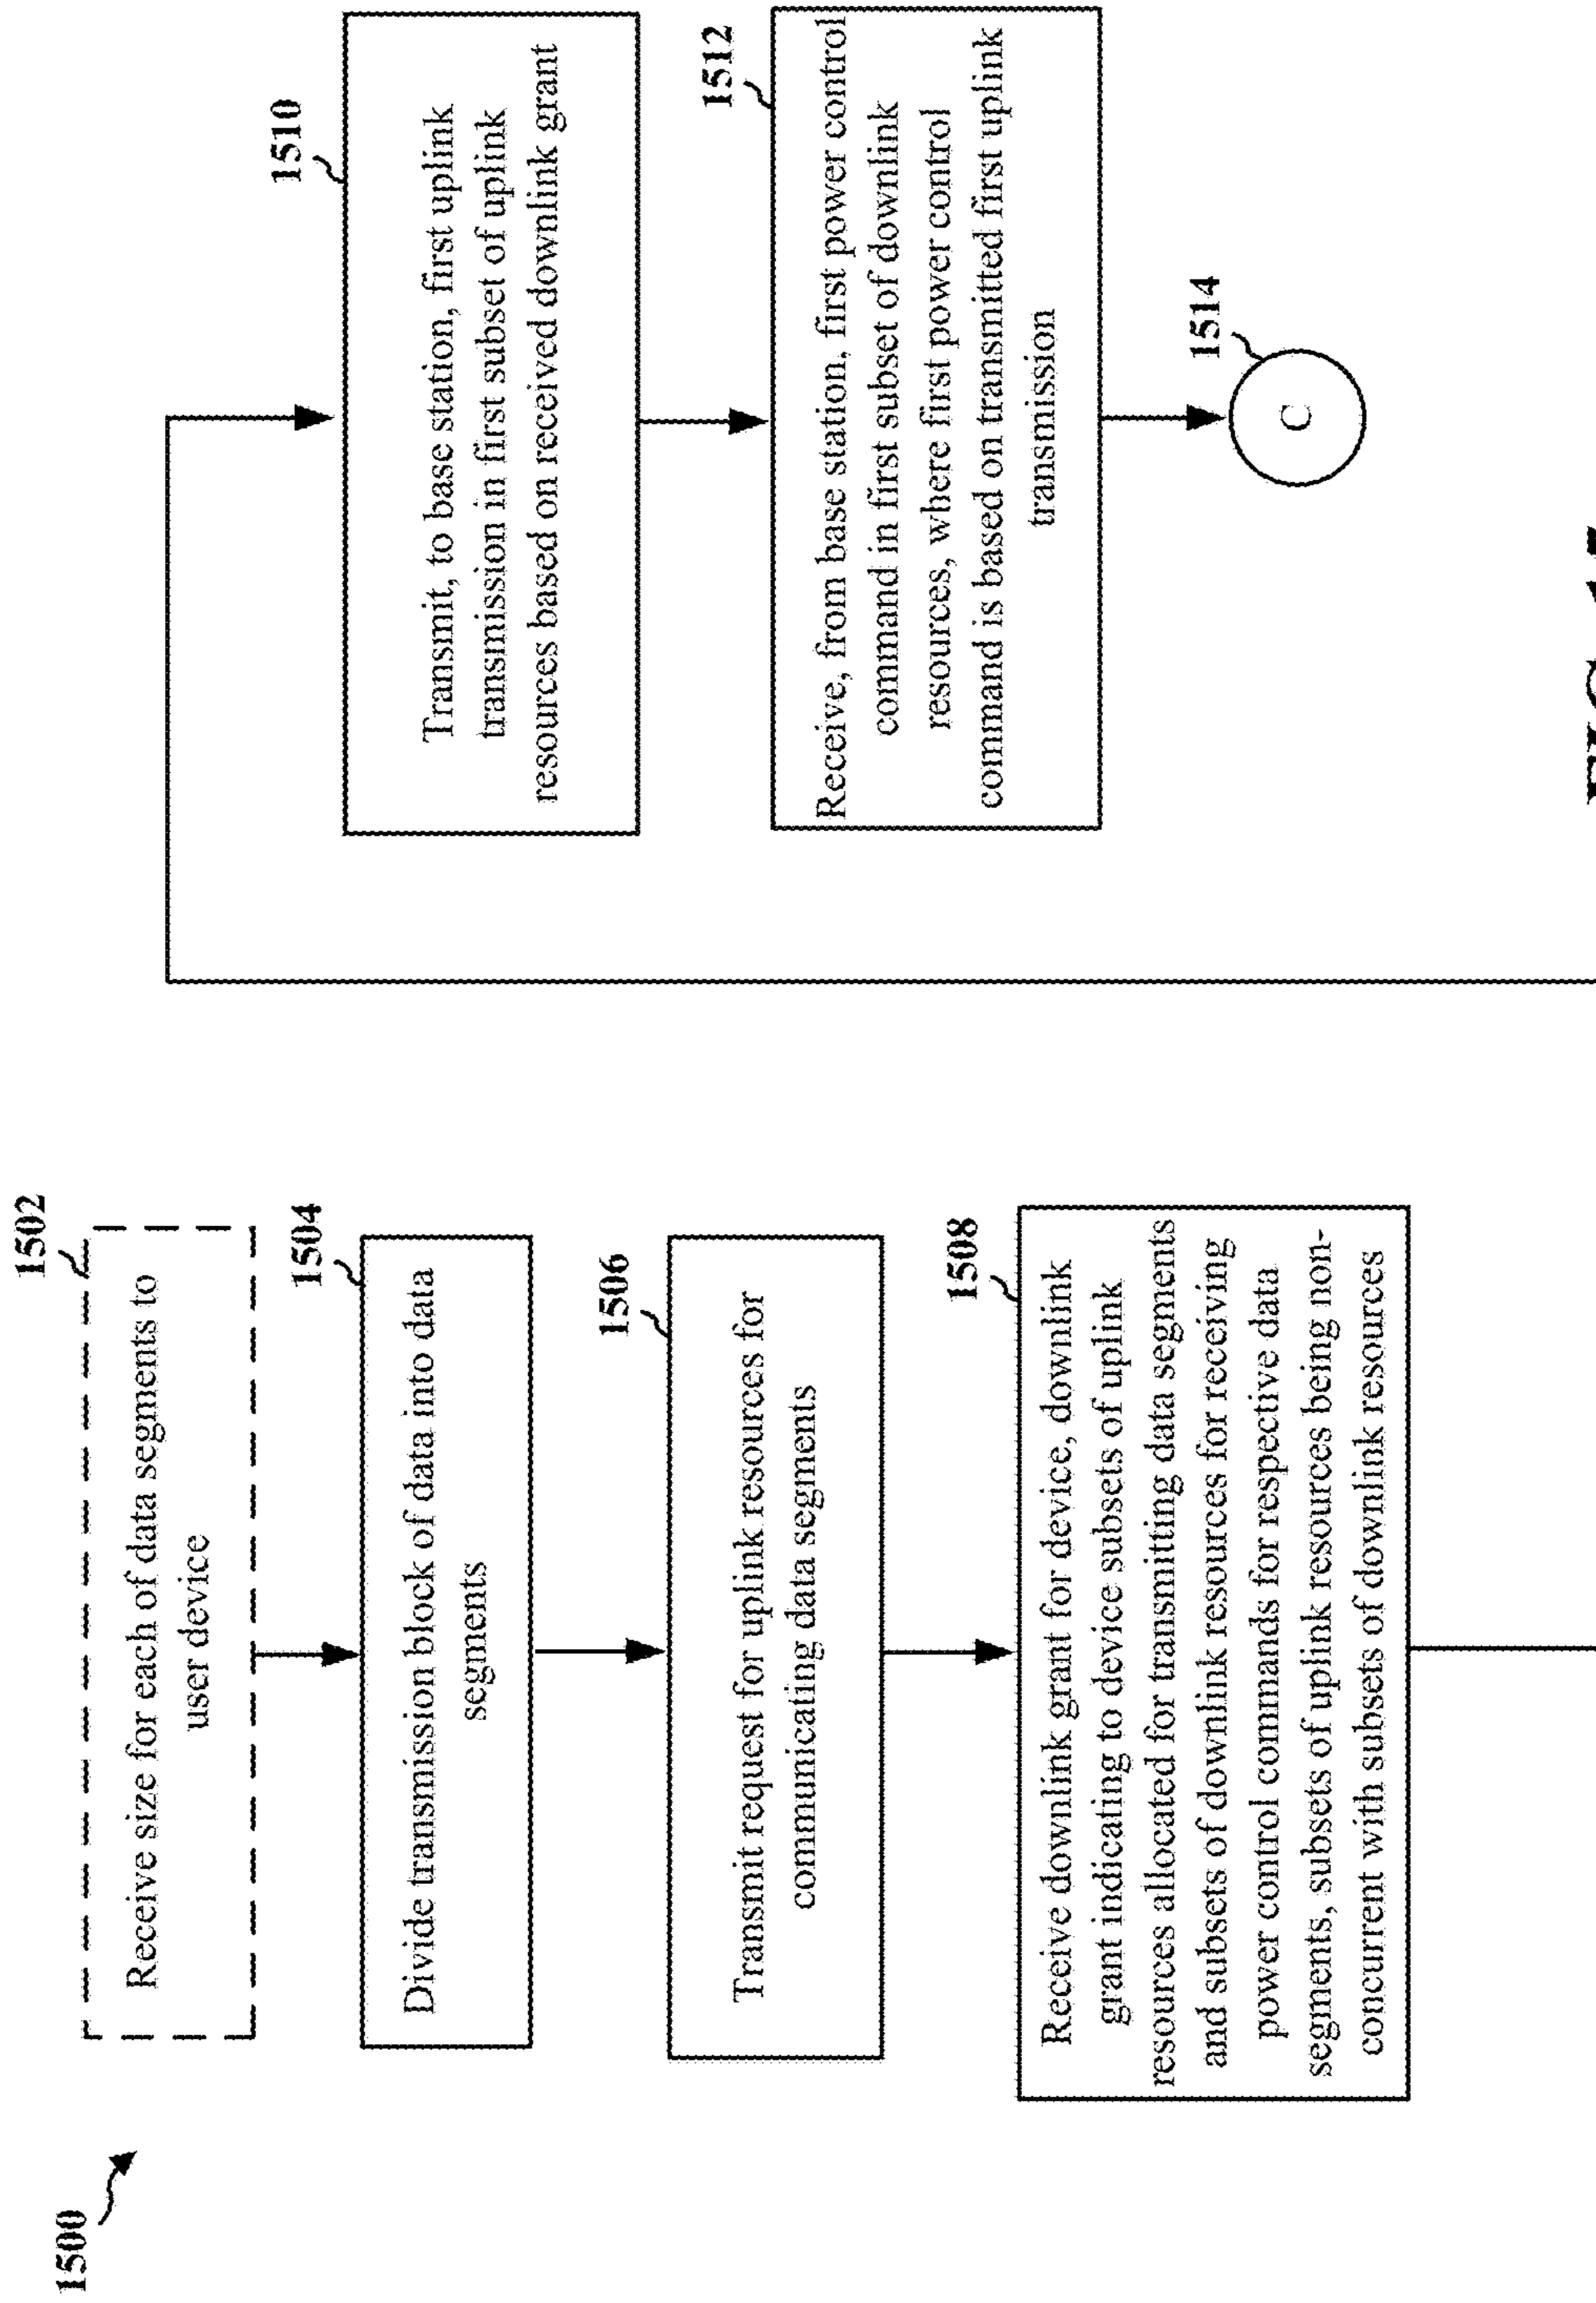 1500
1502
Receive size for each of data segments to
user device
1504
Divide transmission block of data into data
segments
1506
Transmit request for uplink resources for
communicating data segments
1508
Receive downlink grant for device, downlink
grant indicating to device subsets of uplink
resources allocated for transmitting data segments
and subsets of downlink resources for receiving
power control commands for respective data
segments, subsets of uplink resources being non-
concurrent with subsets of downlink resources
1510
Transmit, to base station, first uplink
transmission in first subset of uplink
resources based on received downlink grant
1512
Receive, from base station, first power control
command in first subset of downlink
resources, where first power control
command is based on transmitted first uplink
transmission
1514
C